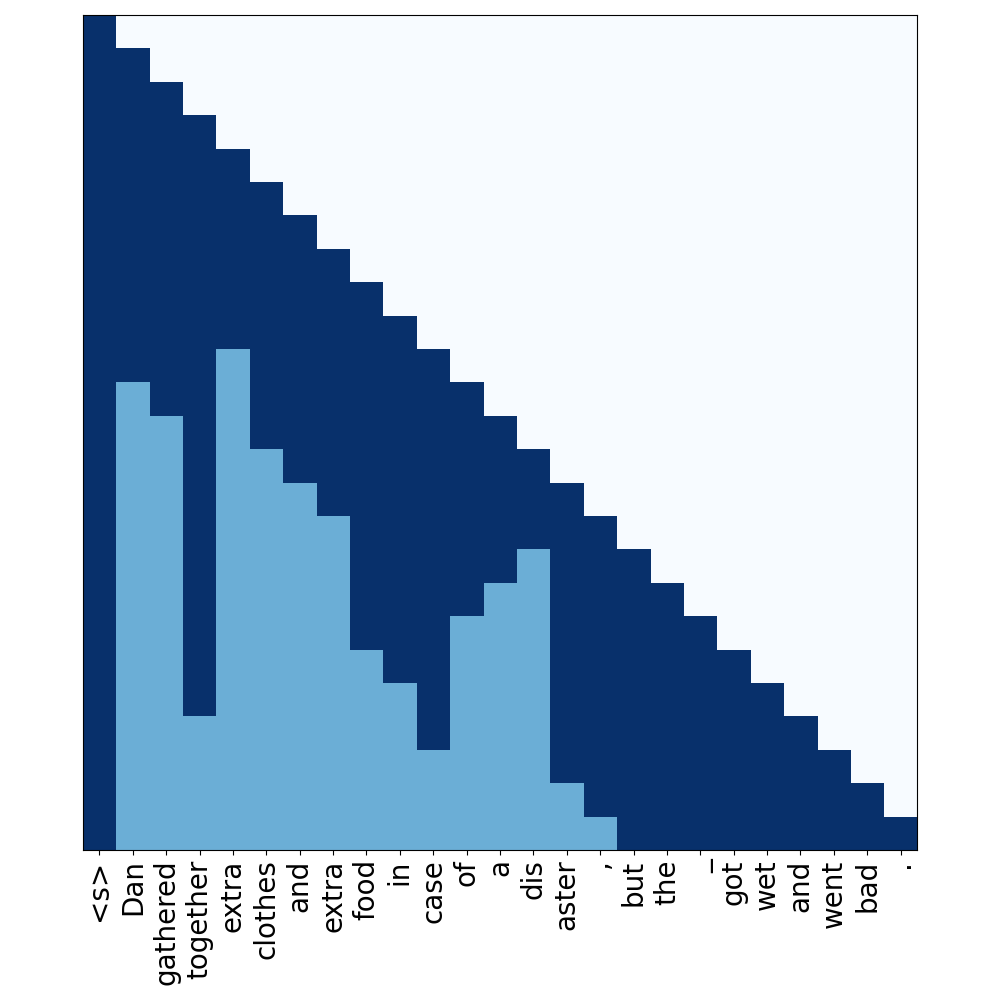 <s>
Dan
gathered
together
extra
clothes
and
extra
food
in
case
of
a
dis
aster
,
but
the
_
got
wet
and
went
bad
.